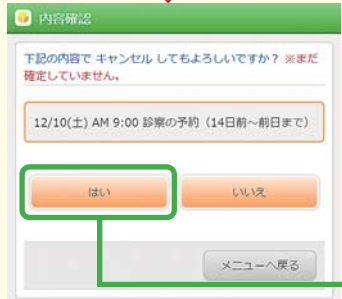 内容確認
下記の内容で キャンセル してもよろしいですか？ ※まだ
確定していません。
12/10(土) AM 9:00 診察の予約（14日前～前日まで）
はい
いいえ
メニューへ戻る